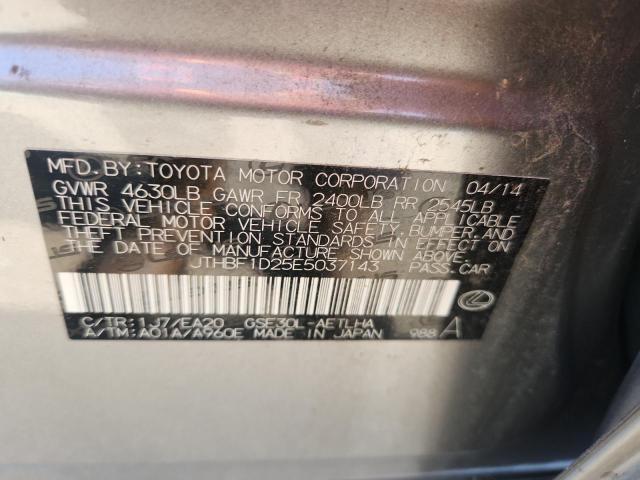 MFD. BY: TOYOTA MOTOR CORPORATION 04/14
GVWR 4630LB GAWR FR 2400LB RR 2545LB
THIS VEHICLE CONFORMS TO ALL APPLICABLE
FEDERAL MOTOR VEHICLE SAFETY, BUMPER, AND
THEFT PREVENTION STANDARDS IN EFFECT ON
THE DATE OF MANUFACTURE SHOWN ABOVE.
JTHBF1D25E5037143 PASS.CAR
C/TR: 1J7/EA20 GSE30L-AETLHA
A/TM: A01A/A960E MADE IN JAPAN 988 A